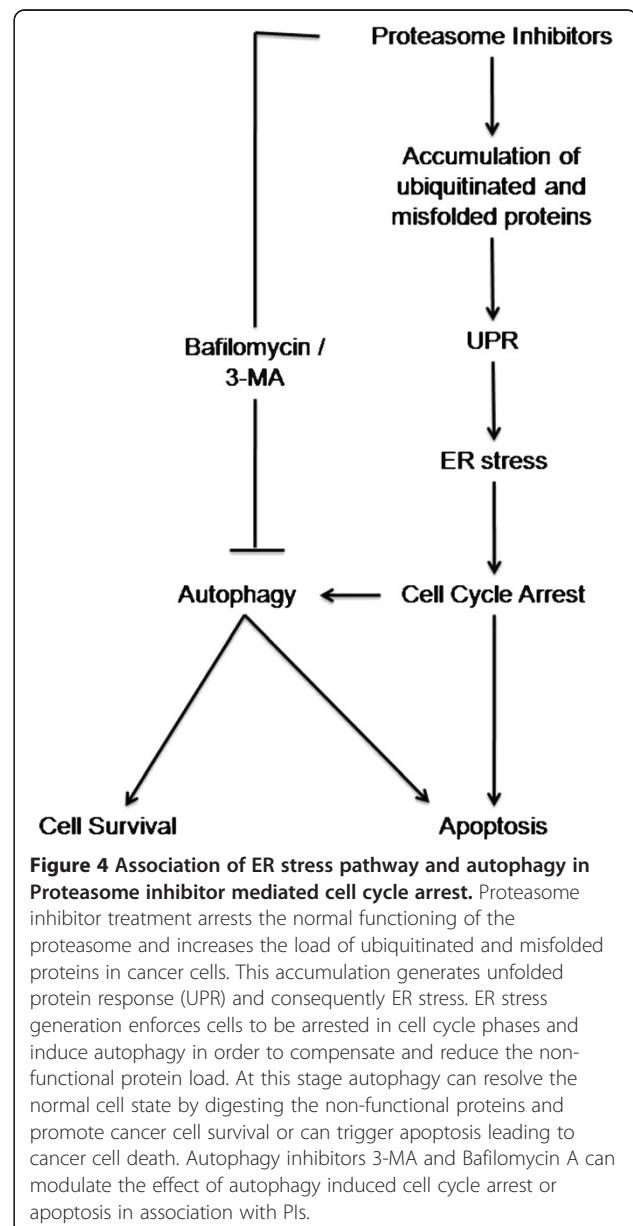 Proteasome Inhibitors
Accumulation of
ubiquitinated and
misfolded proteins
Bafilomycin /
3-MA
UPR
ER stress
Autophagy
Cell Cycle Arrest
Cell Survival
Apoptosis
Figure 4 Association of ER stress pathway and autophagy in
Proteasome inhibitor mediated cell cycle arrest. Proteasome
inhibitor treatment arrests the normal functioning of the
proteasome and increases the load of ubiquitinated and misfolded
proteins in cancer cells. This accumulation generates unfolded
protein response (UPR) and consequently ER stress. ER stress
generation enforces cells to be arrested in cell cycle phases and
induce autophagy in order to compensate and reduce the non-
functional protein load. At this stage autophagy can resolve the
normal cell state by digesting the non-functional proteins and
promote cancer cell survival or can trigger apoptosis leading to
cancer cell death. Autophagy inhibitors 3-MA and Bafilomycin A can
modulate the effect of autophagy induced cell cycle arrest or
apoptosis in association with PIs.